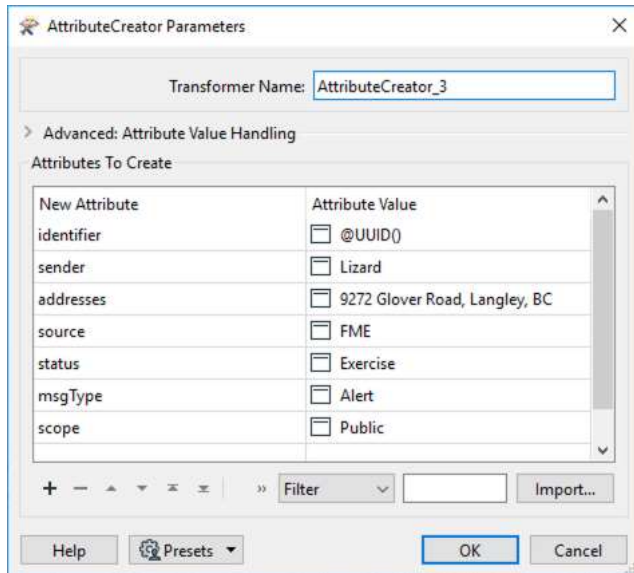 AttributeCreator Parameters
Transformer Name: AttributeCreator_3
Advanced: Attribute Value Handling
Attributes To Create
New Attribute Attribute Value
identifier @UUID()
sender Lizard
addresses 9272 Glover Road, Langley, BC
source FME
status Exercise
msgType Alert
scope Public
Filter Import...
Help Presets OK Cancel